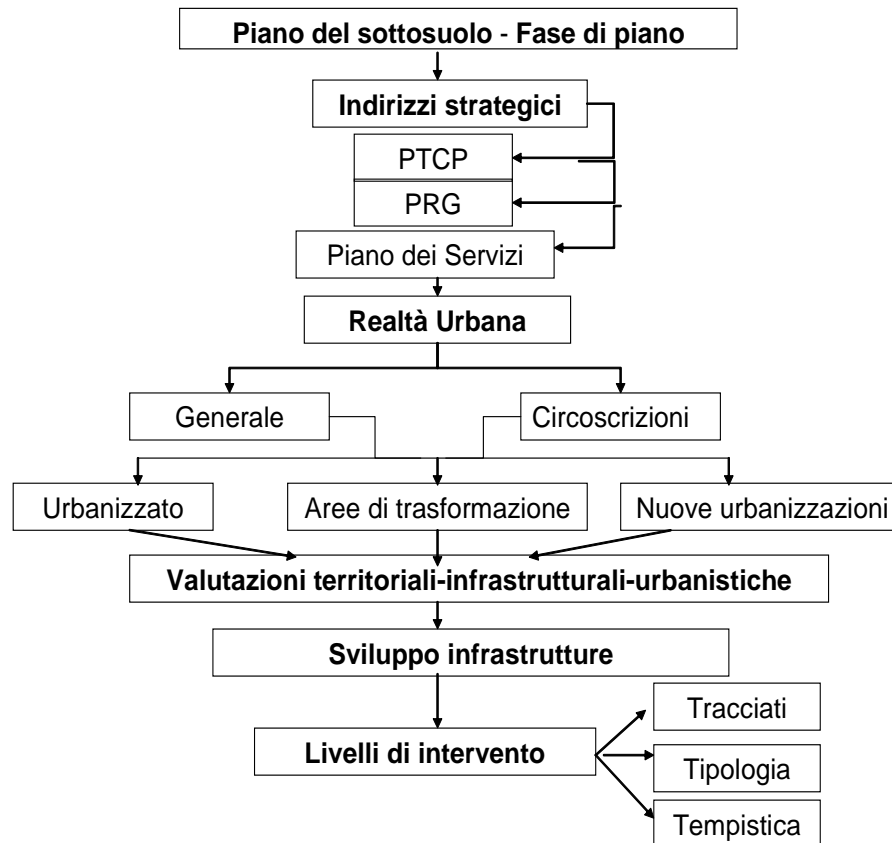 Piano del sottosuolo - Fase di piano
Indirizzi strategici
PTCP
PRG
Piano dei Servizi
Realtà Urbana
Generale
Circoscrizioni
Urbanizzato
Aree di trasformazione
Nuove urbanizzazioni
Valutazioni territoriali-infrastrutturali-urbanistiche
Sviluppo infrastrutture
Livelli di intervento
Tracciati
Tipologia
Tempistica